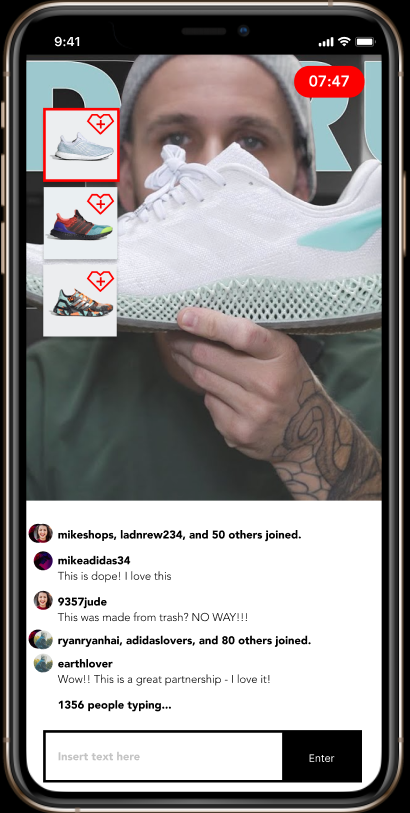 9:41
07:47
mikeshops, ladnrew234, and 50 others joined.
mikeadidas34
This is dope! I love this
9357jude
This was made from trash? NO WAY!!!
ryanryanhai, adidaslovers, and 80 others joined.
earthlover
Wow!! This is a great partnership - I love it!
1356 people typing...
Insert text here
Enter